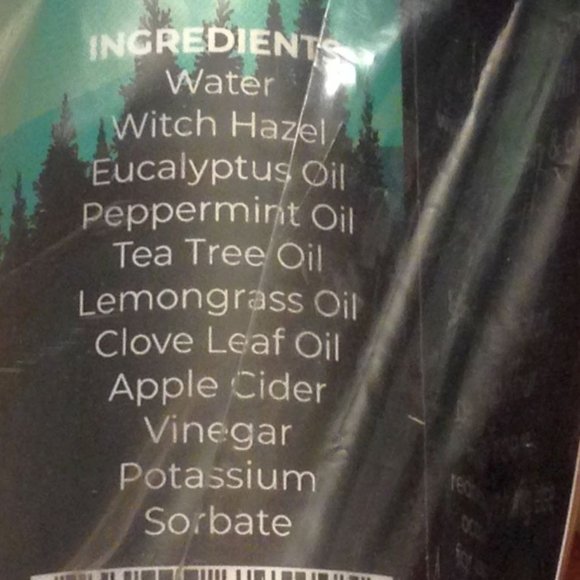 INGREDIENTS
Water
Witch Hazel
Eucalyptus Oil
Peppermint Oil
Tea Tree Oil
Lemongrass Oil
Clove Leaf Oil
Apple Cider
Vinegar
Potassium
Sorbate